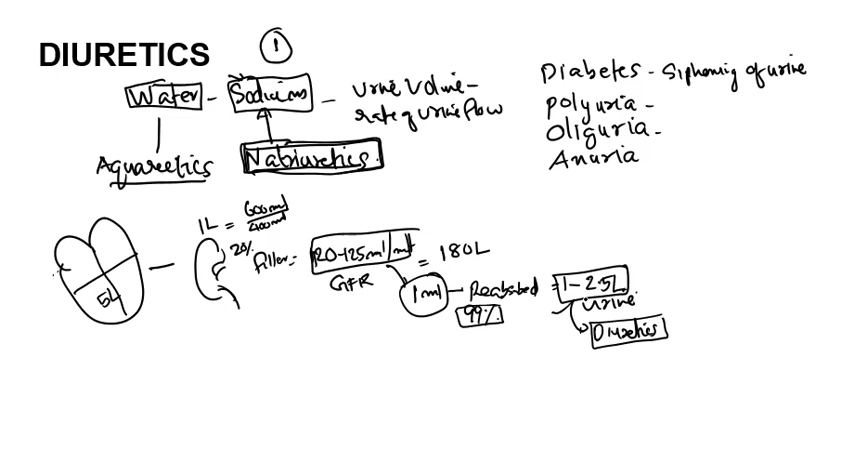 DIURETICS
1
Water - Sodium - Urine Volume -
rate of urine flow
Aquaretics
Natriuretics.
Diabetes - Siphoning of urine
Polyuria -
Oliguria -
Anuria
5L
1L = 600ml
400ml
20%
Filter =
120-125ml/mt = 180L
GFR
1ml - Reabsorbed = 1-2.5L
99%
Urine
Diuretics